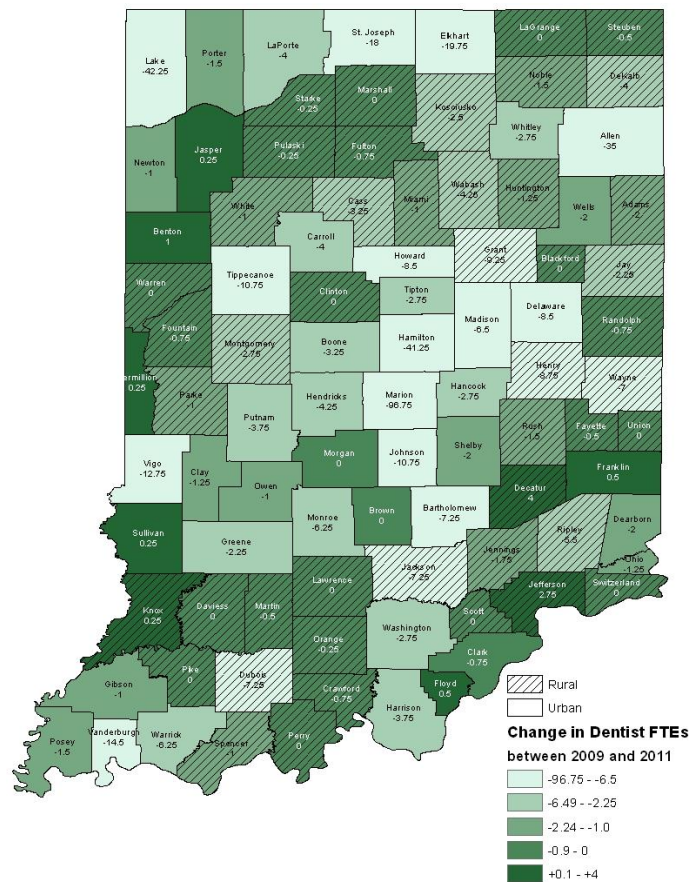 St. Joseph
-18
Elkhart
-19.75
LaGrange
0
Steuben
-0.5
Lake
-42.25
Porter
-1.5
LaPorte
-4
Noble
-1.5
DeKalb
-4
Marshall
0
Starke
-0.25
Kosciusko
-2.5
Whitley
-2.75
Allen
-35
Newton
-1
Jasper
0.25
Pulaski
-0.25
Fulton
-0.75
Wabash
-4.25
Huntington
-1.25
Wells
-2
Adams
-2
White
-1
Cass
-3.25
Miami
-1
Benton
1
Carroll
-4
Howard
-8.5
Grant
-9.25
Blackford
0
Jay
-2.25
Warren
0
Tippecanoe
-10.75
Clinton
0
Tipton
-2.75
Madison
-6.5
Delaware
-8.5
Randolph
-0.75
Fountain
-0.75
Montgomery
-2.75
Boone
-3.25
Hamilton
-41.25
Henry
-8.75
Wayne
-7
ermillion
0.25
Parke
-1
Putnam
-3.75
Hendricks
-4.25
Marion
-96.75
Hancock
-2.75
Rush
-1.5
Fayette
-0.5
Union
0
Vigo
-12.75
Clay
-1.25
Owen
-1
Morgan
0
Johnson
-10.75
Shelby
-2
Decatur
4
Franklin
0.5
Sullivan
0.25
Greene
-2.25
Monroe
-6.25
Brown
0
Bartholomew
-7.25
Jennings
-1.75
Ripley
-5.5
Dearborn
-2
Ohio
-1.25
Jackson
-7.25
Jefferson
2.75
Switzerland
0
Knox
0.25
Daviess
0
Martin
-0.5
Lawrence
0
Orange
-0.25
Washington
-2.75
Scott
0
Clark
-0.75
Gibson
-1
Pike
0
Dubois
-7.25
Crawford
-0.75
Harrison
-3.75
Floyd
0.5
Posey
-1.5
Vanderburgh
-14.5
Warrick
-6.25
Spencer
-1
Perry
0
Rural
Urban
Change in Dentist FTEs
between 2009 and 2011
-96.75 - -6.5
-6.49 - -2.25
-2.24 - -1.0
-0.9 - 0
+0.1 - +4